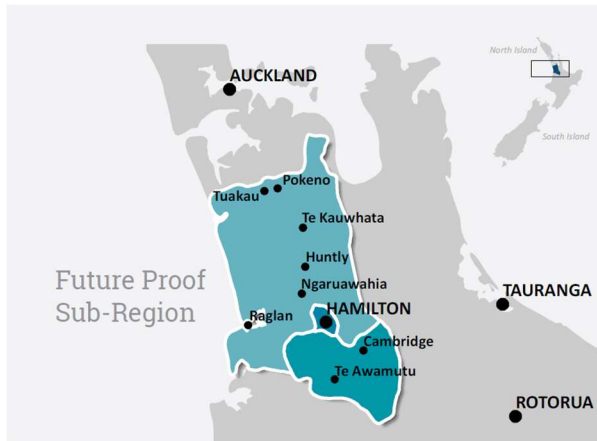 North Island
AUCKLAND
South Island
Pokeno
Tuakau
Te Kauwhata
Huntly
Future Proof
Sub-Region
Ngaruawahia
TAURANGA
HAMILTON
Raglan
Cambridge
Te Awamutu
ROTORUA